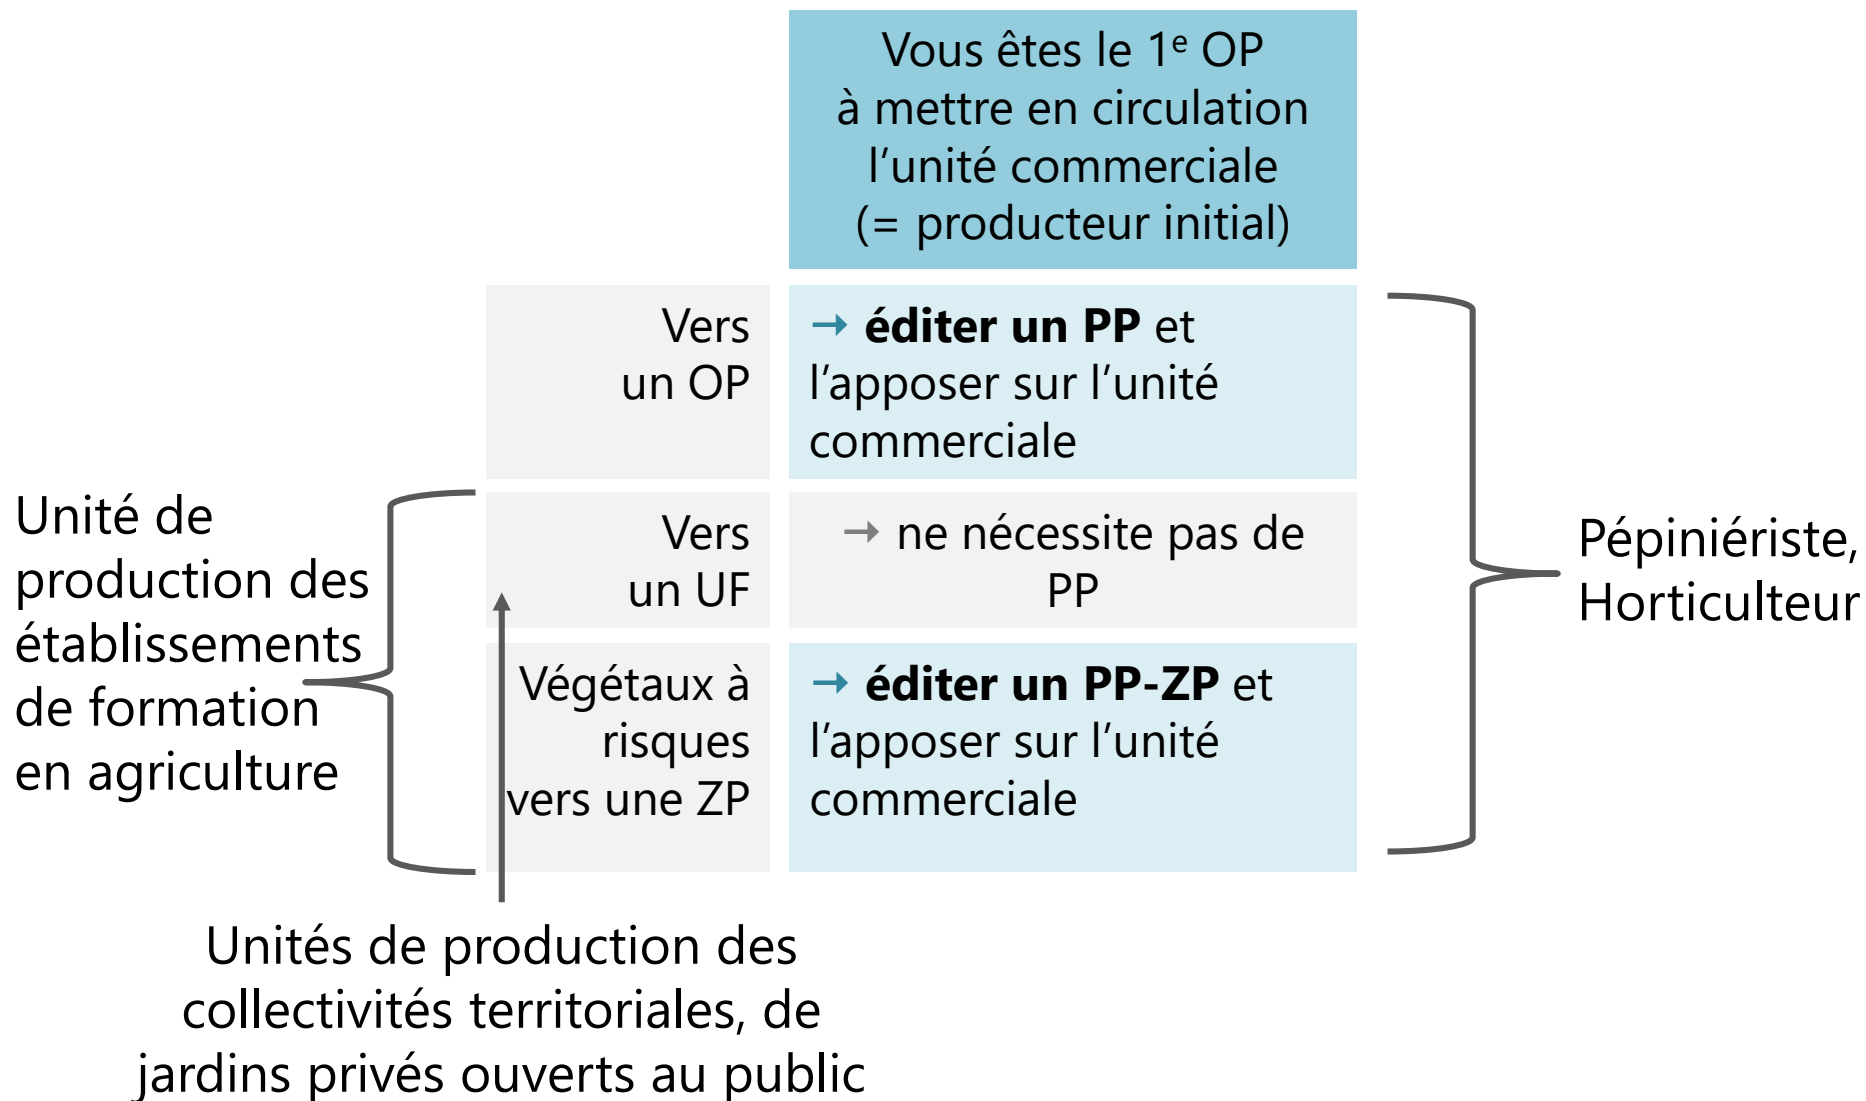 Vous êtes le 1ᵉ OP
à mettre en circulation
l’unité commerciale
(= producteur initial)
Vers
un OP
→ éditer un PP et
l’apposer sur l’unité
commerciale
Vers
un UF
→ ne nécessite pas de
PP
Végétaux à
risques
vers une ZP
→ éditer un PP-ZP et
l’apposer sur l’unité
commerciale
Unité de
production des
établissements
de formation
en agriculture
Pépiniériste,
Horticulteur
Unités de production des
collectivités territoriales, de
jardins privés ouverts au public